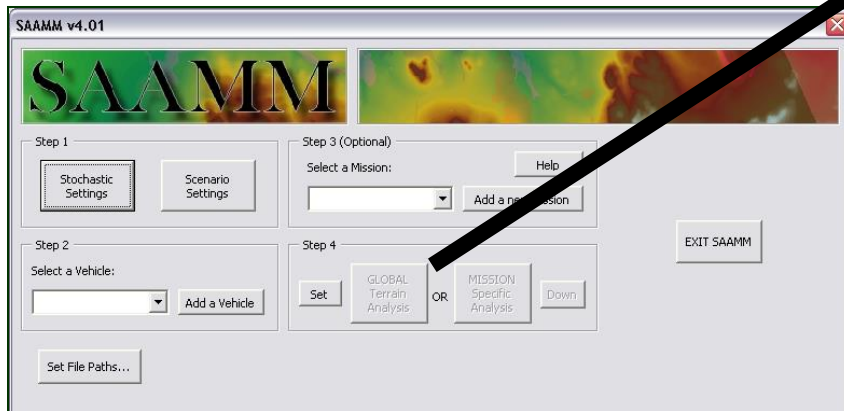 SAAMM v4.01
SAAMM
Step 1
Stochastic
Settings
Scenario
Settings
Step 2
Select a Vehicle:
Add a Vehicle
Set File Paths...
Step 3 (Optional)
Select a Mission:
Help
Add a new mission
Step 4
Set
GLOBAL
Terrain
Analysis
OR
MISSION
Specific
Analysis
Down
EXIT SAAMM